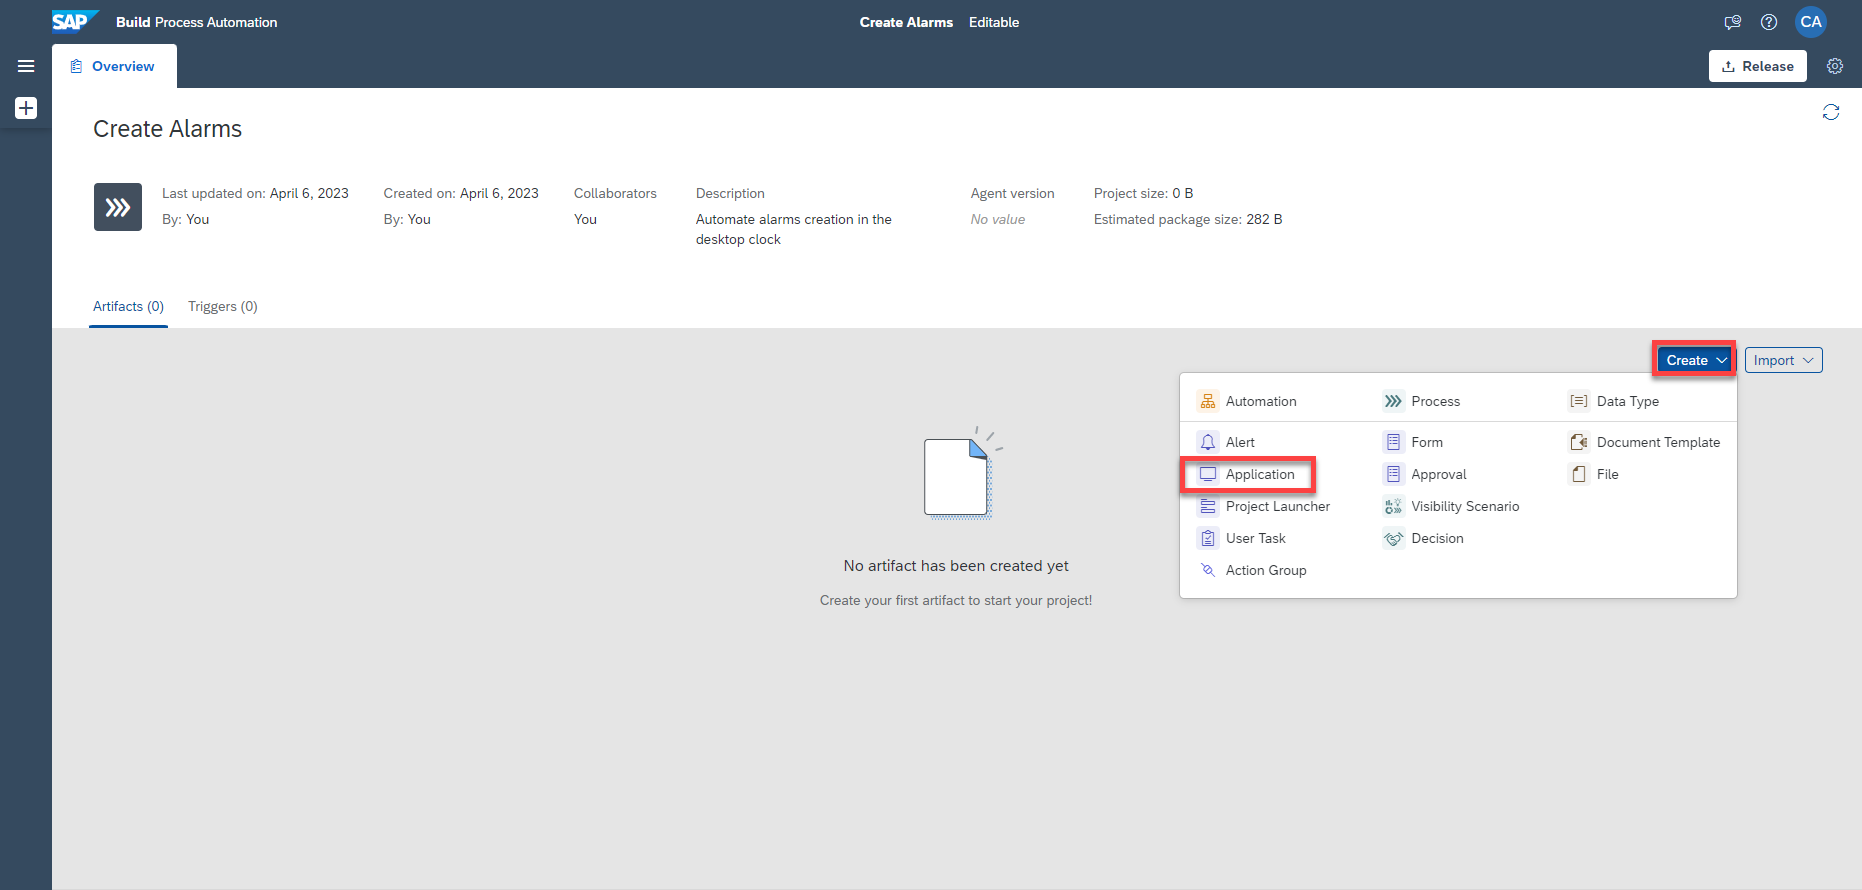 SAP Build Process Automation
Create Alarms Editable
CA
Overview
Release
Create Alarms
Last updated on: April 6, 2023
By: You
Created on: April 6, 2023
By: You
Collaborators
You
Description
Automate alarms creation in the
desktop clock
Agent version
No value
Project size: 0 B
Estimated package size: 282 B
Artifacts (0) Triggers (0)
Create Import
Automation Process Data Type
Alert Form Document Template
Application Approval File
Project Launcher Visibility Scenario
User Task Decision
Action Group
No artifact has been created yet
Create your first artifact to start your project!